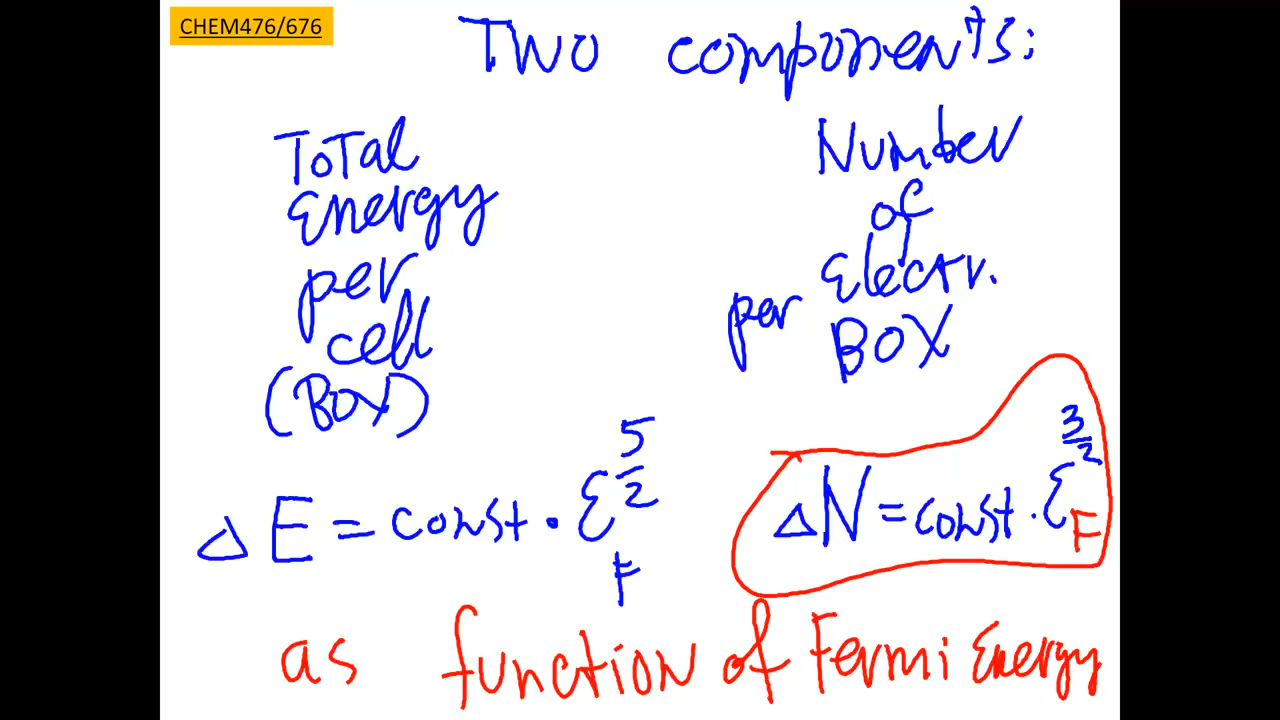 CHEM476/676
Two components:
Total
Energy
per
cell
(BOX)
Number
of
Electr.
per BOX
ΔE = const · ε_F^{5/2}
ΔN = const · ε_F^{3/2}
as function of Fermi Energy